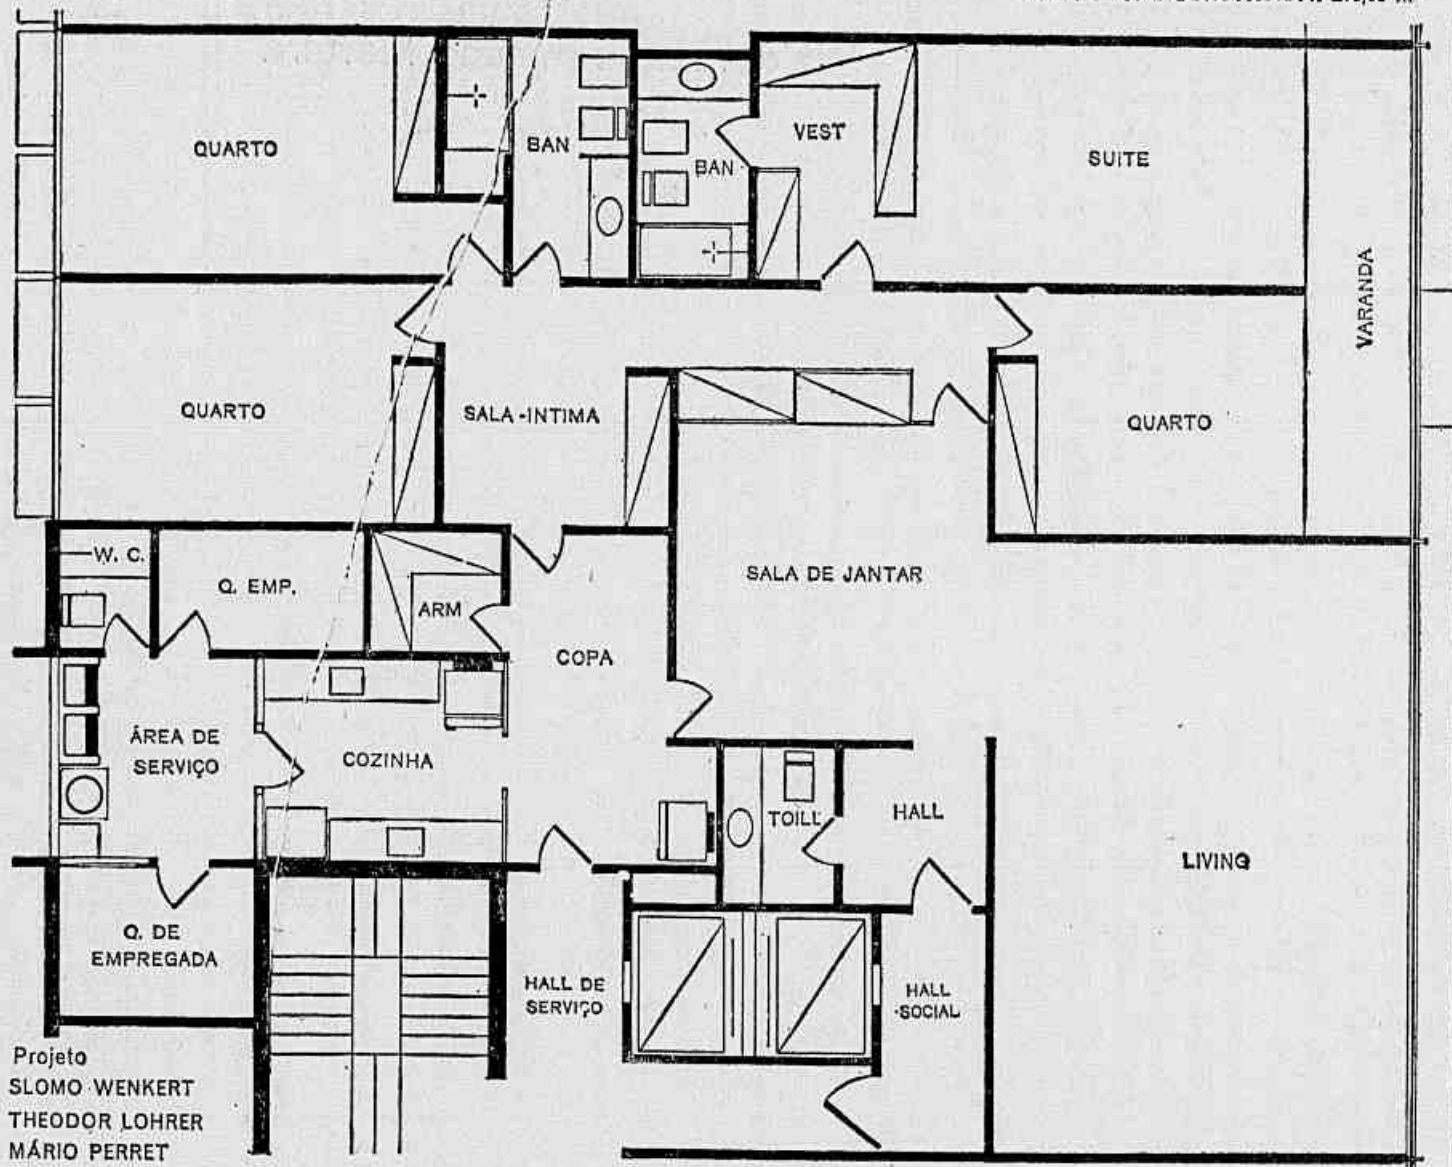 QUARTO
BAN
BAN
VEST
SUITE
VARANDA
QUARTO
SALA-INTIMA
QUARTO
W. C.
Q. EMP.
ARM
SALA DE JANTAR
COPA
ÁREA DE
SERVIÇO
COZINHA
TOILL
HALL
LIVING
Q. DE
EMPREGADA
HALL DE
SERVIÇO
HALL
SOCIAL
Projeto
SLOMO WENKERT
THEODOR LOHRER
MÁRIO PERRET